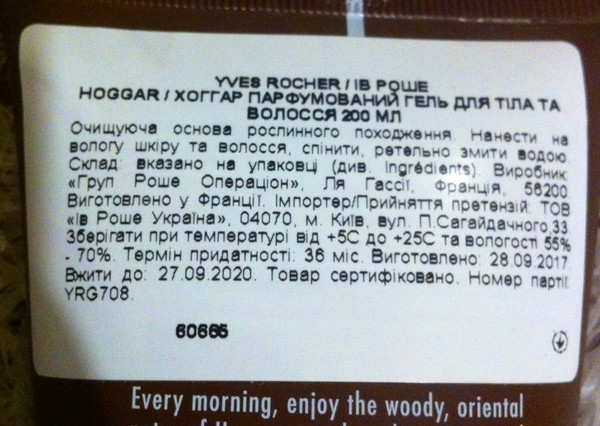 YVES ROCHER / ІВ РОШЕ
HOGGAR / ХОГГАР ПАРФУМОВАНИЙ ГЕЛЬ ДЛЯ ТІЛА ТА
ВОЛОССЯ 200 МЛ
Очищуюча основа рослинного походження. Нанести на
вологу шкіру та волосся, спінити, ретельно змити водою.
Склад: вказано на упаковці (див. Ingrédients). Виробник:
«Груп Роше Операціон», Ля Гассії, Франція, 56200
Виготовлено у Франції. Імпортер/Прийняття претензій: ТОВ
«Ів Роше Україна», 04070, м. Київ, вул. П.Сагайдачного,33.
Зберігати при температурі від +5С до +25С та вологості 55%
- 70%. Термін придатності: 36 міс. Виготовлено: 28.09.2017.
Вжити до: 27.09.2020. Товар сертифіковано. Номер партії:
YRG708.
60665
Every morning, enjoy the woody, oriental